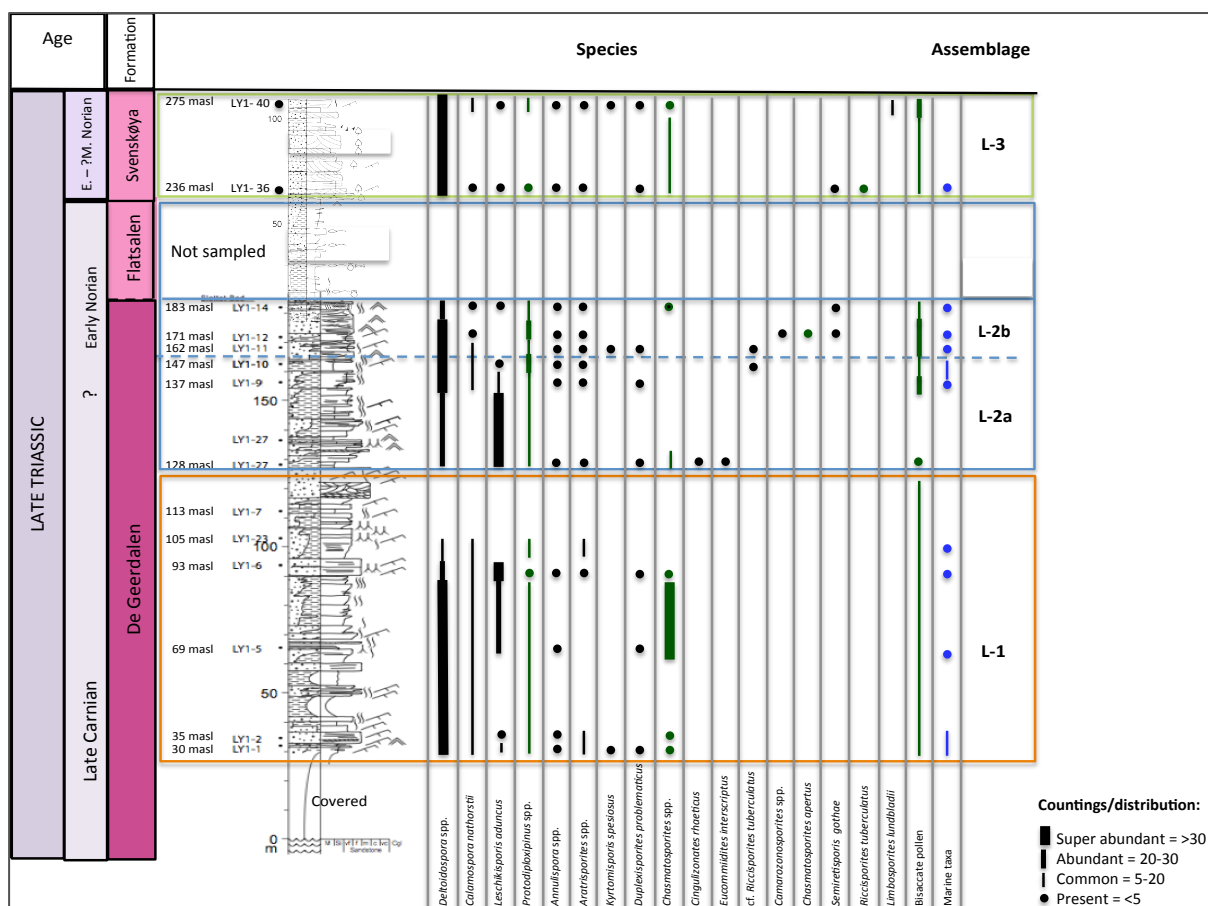 Age
Formation
Species
Assemblage
LATE TRIASSIC
E. – ?M. Norian
Early Norian
?
Late Carnian
Svenskøya
Flatsalen
De Geerdalen
275 masl LY1- 40
100
236 masl LY1- 36
L-3
50
Not sampled
183 masl LY1-14
171 masl LY1-12
162 masl LY1-11
L-2b
147 masl LY1-10
137 masl LY1-9
150
L-2a
LY1-27
128 masl LY1-27
113 masl LY1-7
105 masl LY1-23
100
93 masl LY1-6
69 masl LY1-5
L-1
50
35 masl LY1-2
30 masl LY1-1
Covered
0
m
Sandstone
Deltoidospora spp.
Calamospora nathorstii
Leschikisporis aduncus
Protodiploxipinus spp.
Annulispora spp.
Aratrisporites spp.
Kyrtomisporis spesiosus
Duplexisporites problematicus
Chasmatosporites spp.
Cingulizonates rhaeticus
Eucommiidites interscriptus
cf. Riccisporites tuberculatus
Camarozonosporites spp.
Chasmatosporites apertus
Semiretisporis gothae
Riccisporites tuberculatus
Limbosporites lundbladii
Bisaccate pollen
Marine taxa
Countings/distribution:
Super abundant = >30
Abundant = 20-30
Common = 5-20
Present = <5